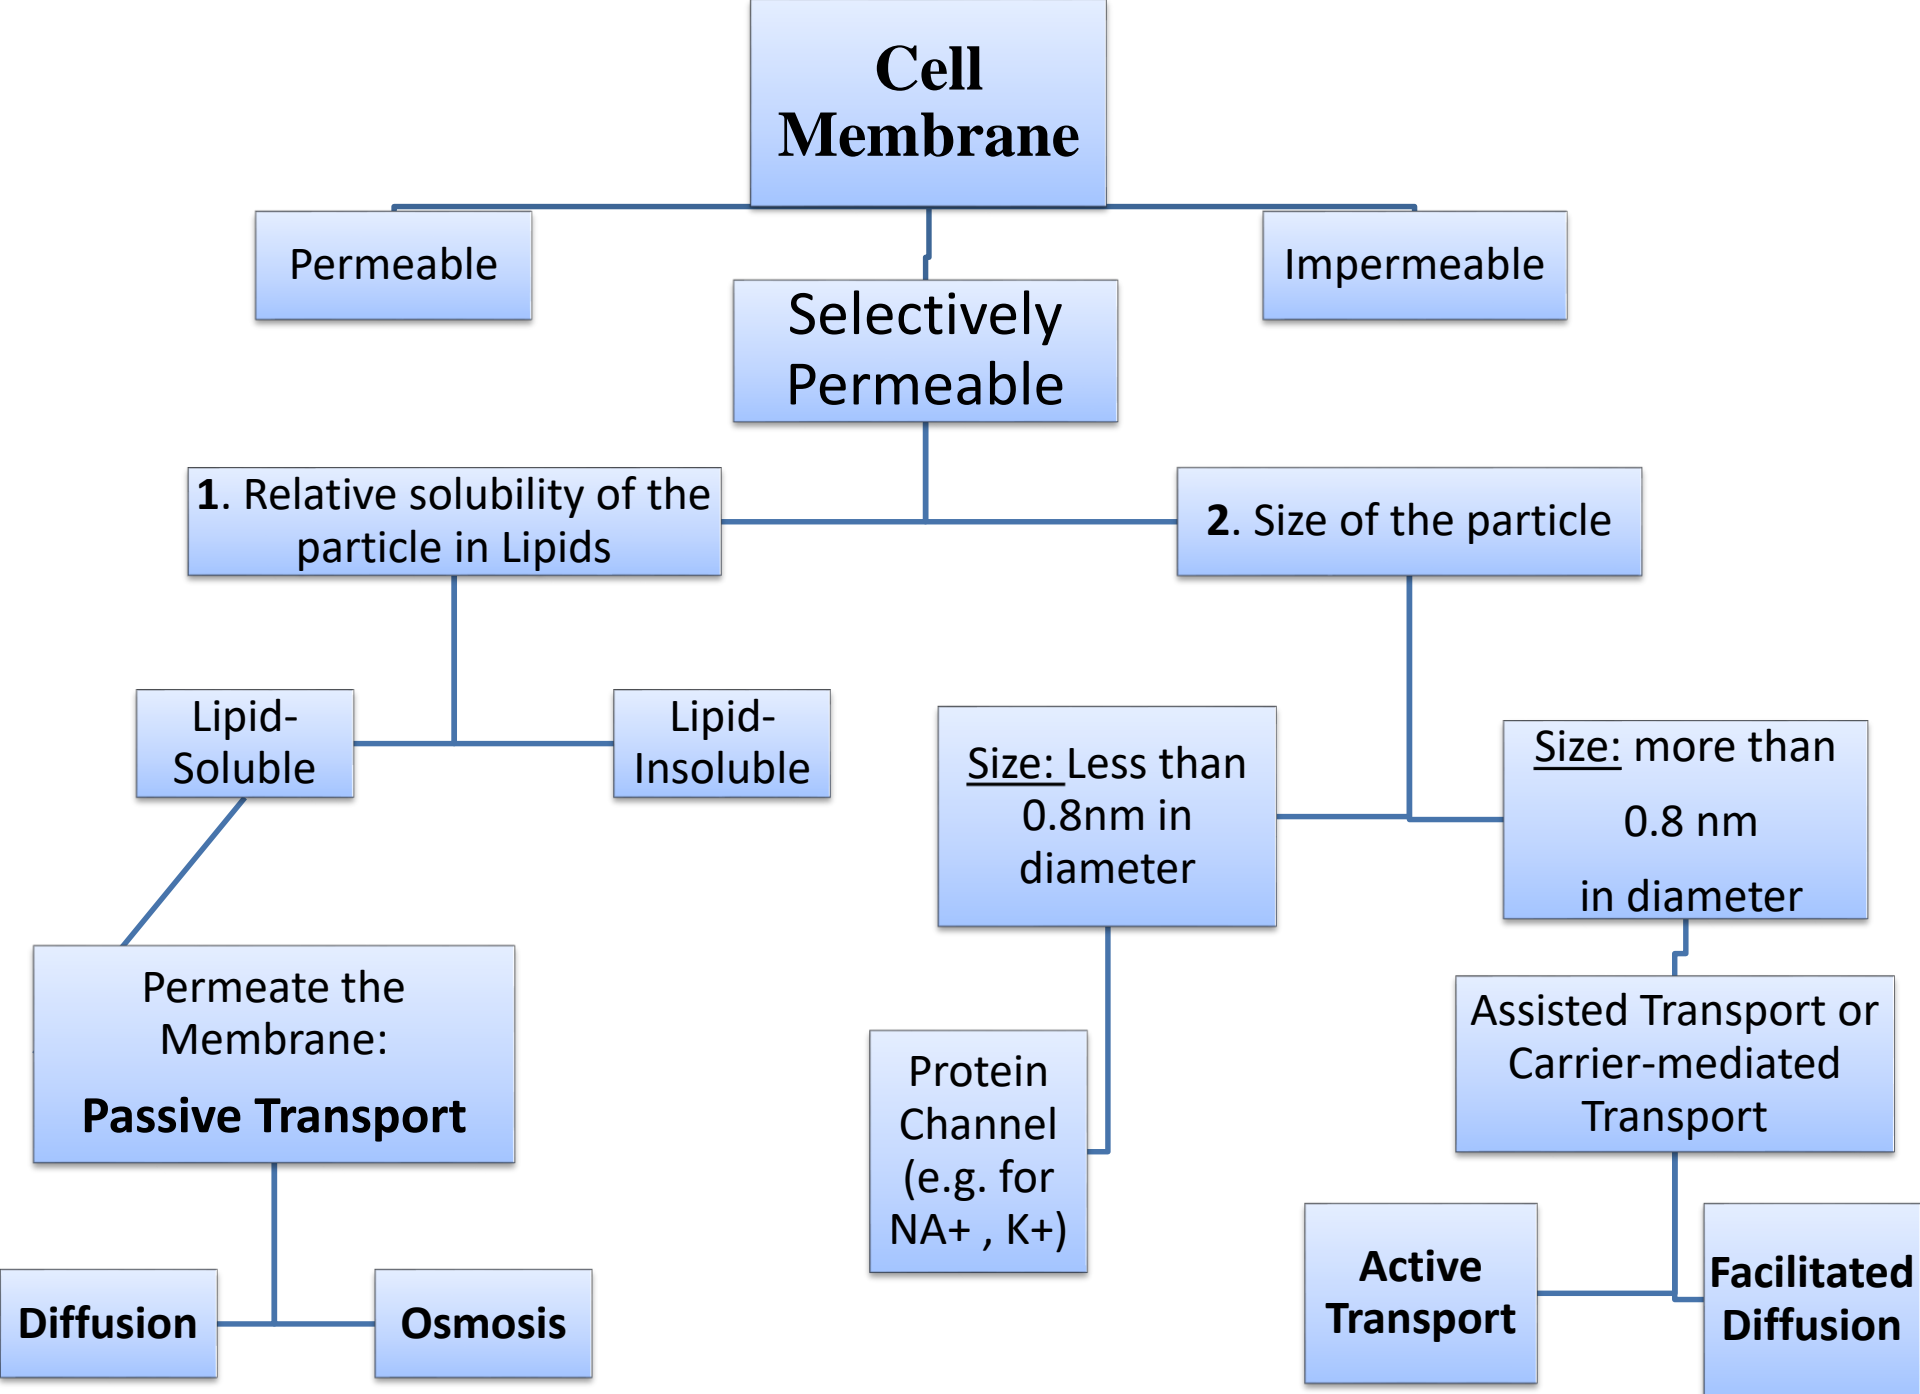 Cell
Membrane
Permeable
Impermeable
Selectively
Permeable
1. Relative solubility of the
particle in Lipids
2. Size of the particle
Lipid-
Soluble
Lipid-
Insoluble
Size: Less than
0.8nm in
diameter
Size: more than
0.8 nm
in diameter
Permeate the
Membrane:
Passive Transport
Protein
Channel
(e.g. for
NA+ , K+)
Assisted Transport or
Carrier-mediated
Transport
Diffusion
Osmosis
Active
Transport
Facilitated
Diffusion